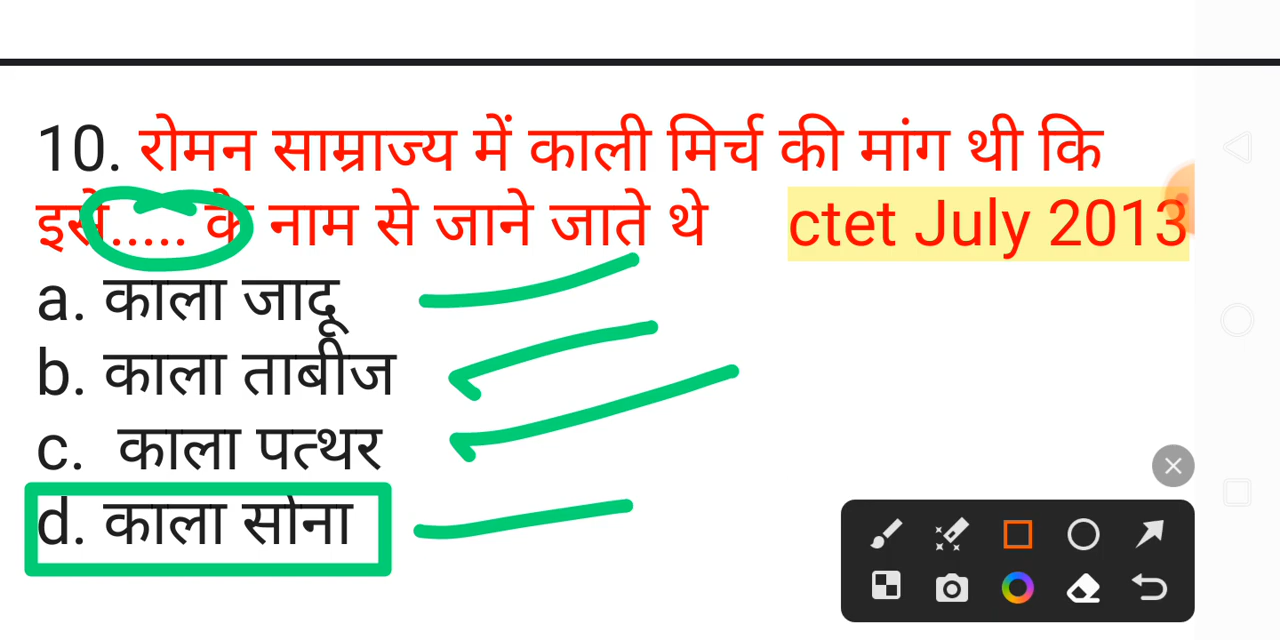 10. रोमन साम्राज्य में काली मिर्च की मांग थी कि
इसे..... के नाम से जाने जाते थे ctet July 2013
a. काला जादू
b. काला ताबीज
c. काला पत्थर
d. काला सोना